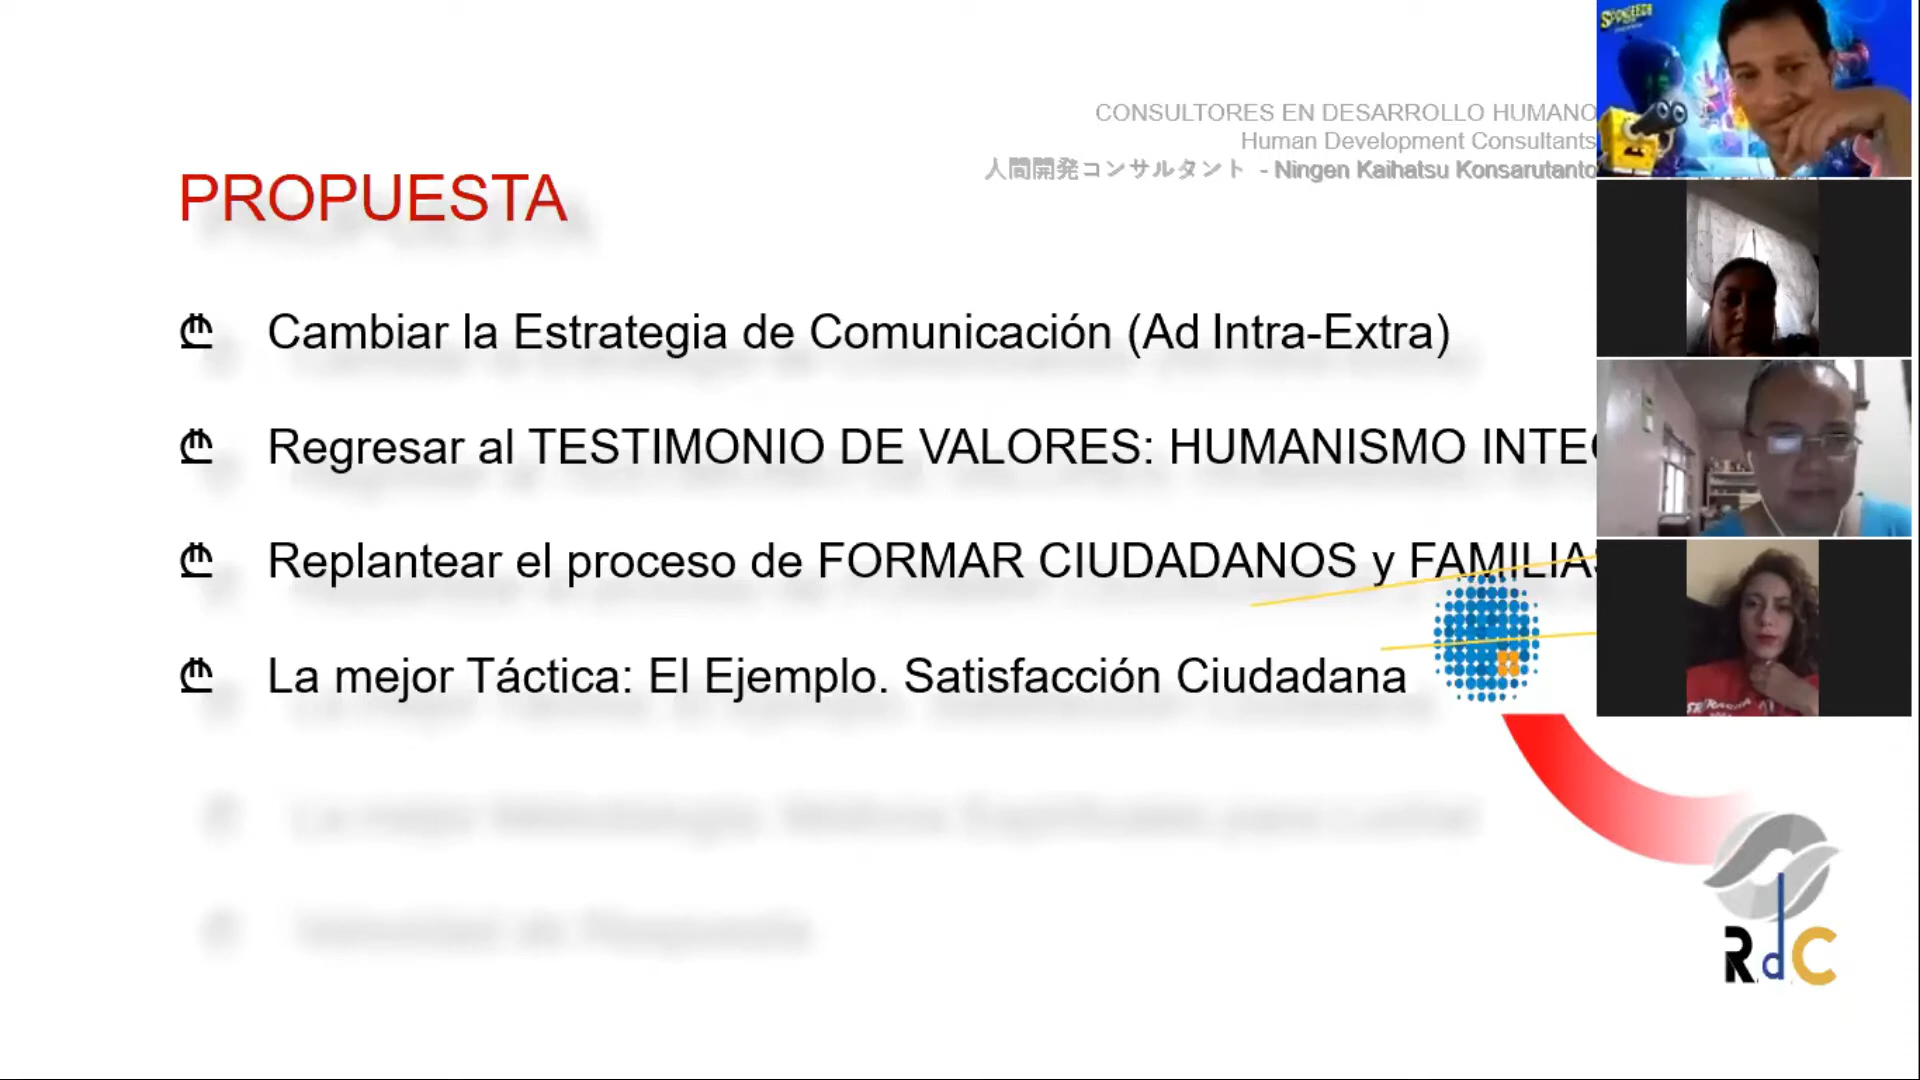 CONSULTORES EN DESARROLLO HUMANO
Human Development Consultants
人間開発コンサルタント - Ningen Kaihatsu Konsarutanto
PROPUESTA
Cambiar la Estrategia de Comunicación (Ad Intra-Extra)
Regresar al TESTIMONIO DE VALORES: HUMANISMO INTEG
Replantear el proceso de FORMAR CIUDADANOS y FAMILIAS
La mejor Táctica: El Ejemplo. Satisfacción Ciudadana
RdC